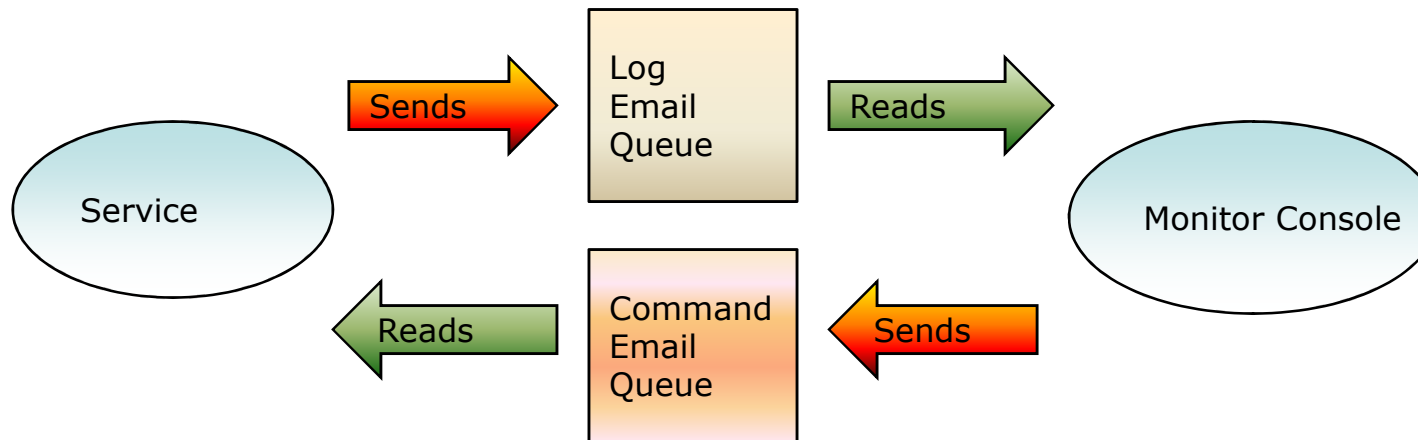 Log
Email
Queue
Sends
Reads
Service
Monitor Console
Command
Email
Queue
Reads
Sends